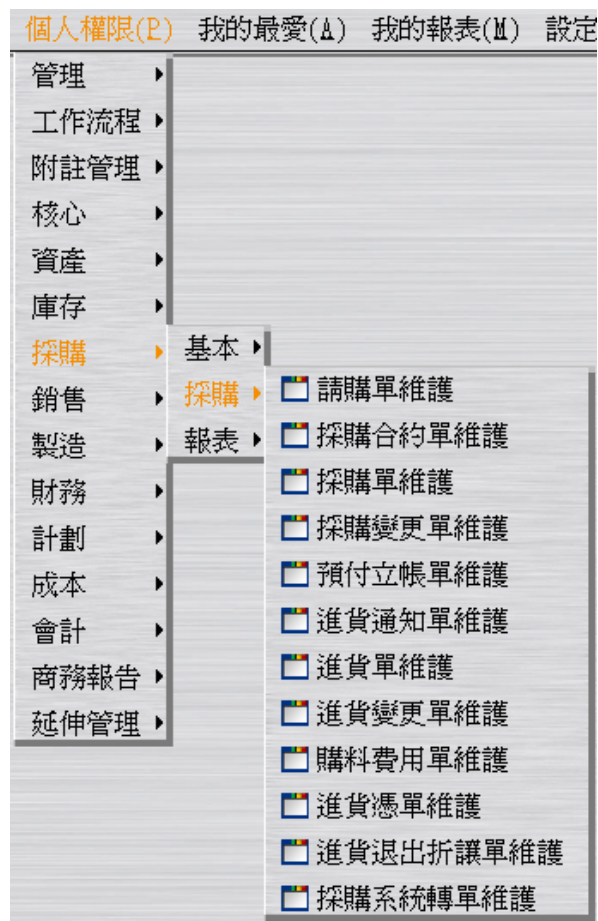 個人權限(P) 我的最愛(A) 我的報表(M) 設定
管理
工作流程
附註管理
核心
資產
庫存
採購
銷售
製造
財務
計劃
成本
會計
商務報告
延伸管理
基本
採購
報表
請購單維護
採購合約單維護
採購單維護
採購變更單維護
預付立帳單維護
進貨通知單維護
進貨單維護
進貨變更單維護
購料費用單維護
進貨憑單維護
進貨退出折讓單維護
採購系統轉單維護